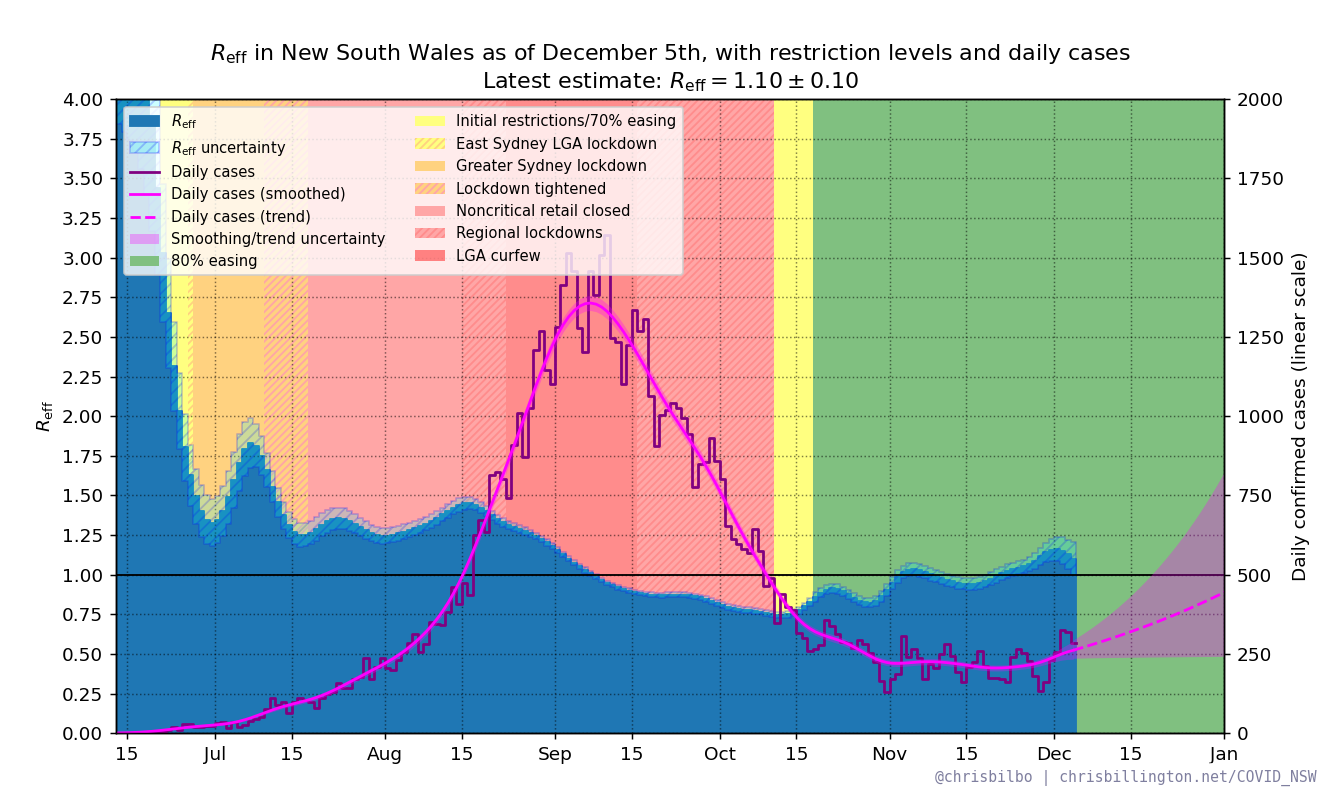 R_eff in New South Wales as of December 5th, with restriction levels and daily cases
Latest estimate: R_eff = 1.10 ± 0.10
R_eff
R_eff uncertainty
Daily cases
Daily cases (smoothed)
Daily cases (trend)
Smoothing/trend uncertainty
80% easing
Initial restrictions/70% easing
East Sydney LGA lockdown
Greater Sydney lockdown
Lockdown tightened
Noncritical retail closed
Regional lockdowns
LGA curfew
R_eff
4.00
3.75
3.50
3.25
3.00
2.75
2.50
2.25
2.00
1.75
1.50
1.25
1.00
0.75
0.50
0.25
0.00
2000
1750
1500
1250
1000
750
500
250
0
Daily confirmed cases (linear scale)
15 Jul 15 Aug 15 Sep 15 Oct 15 Nov 15 Dec 15 Jan
@chrisbilbo | chrisbillington.net/COVID_NSW